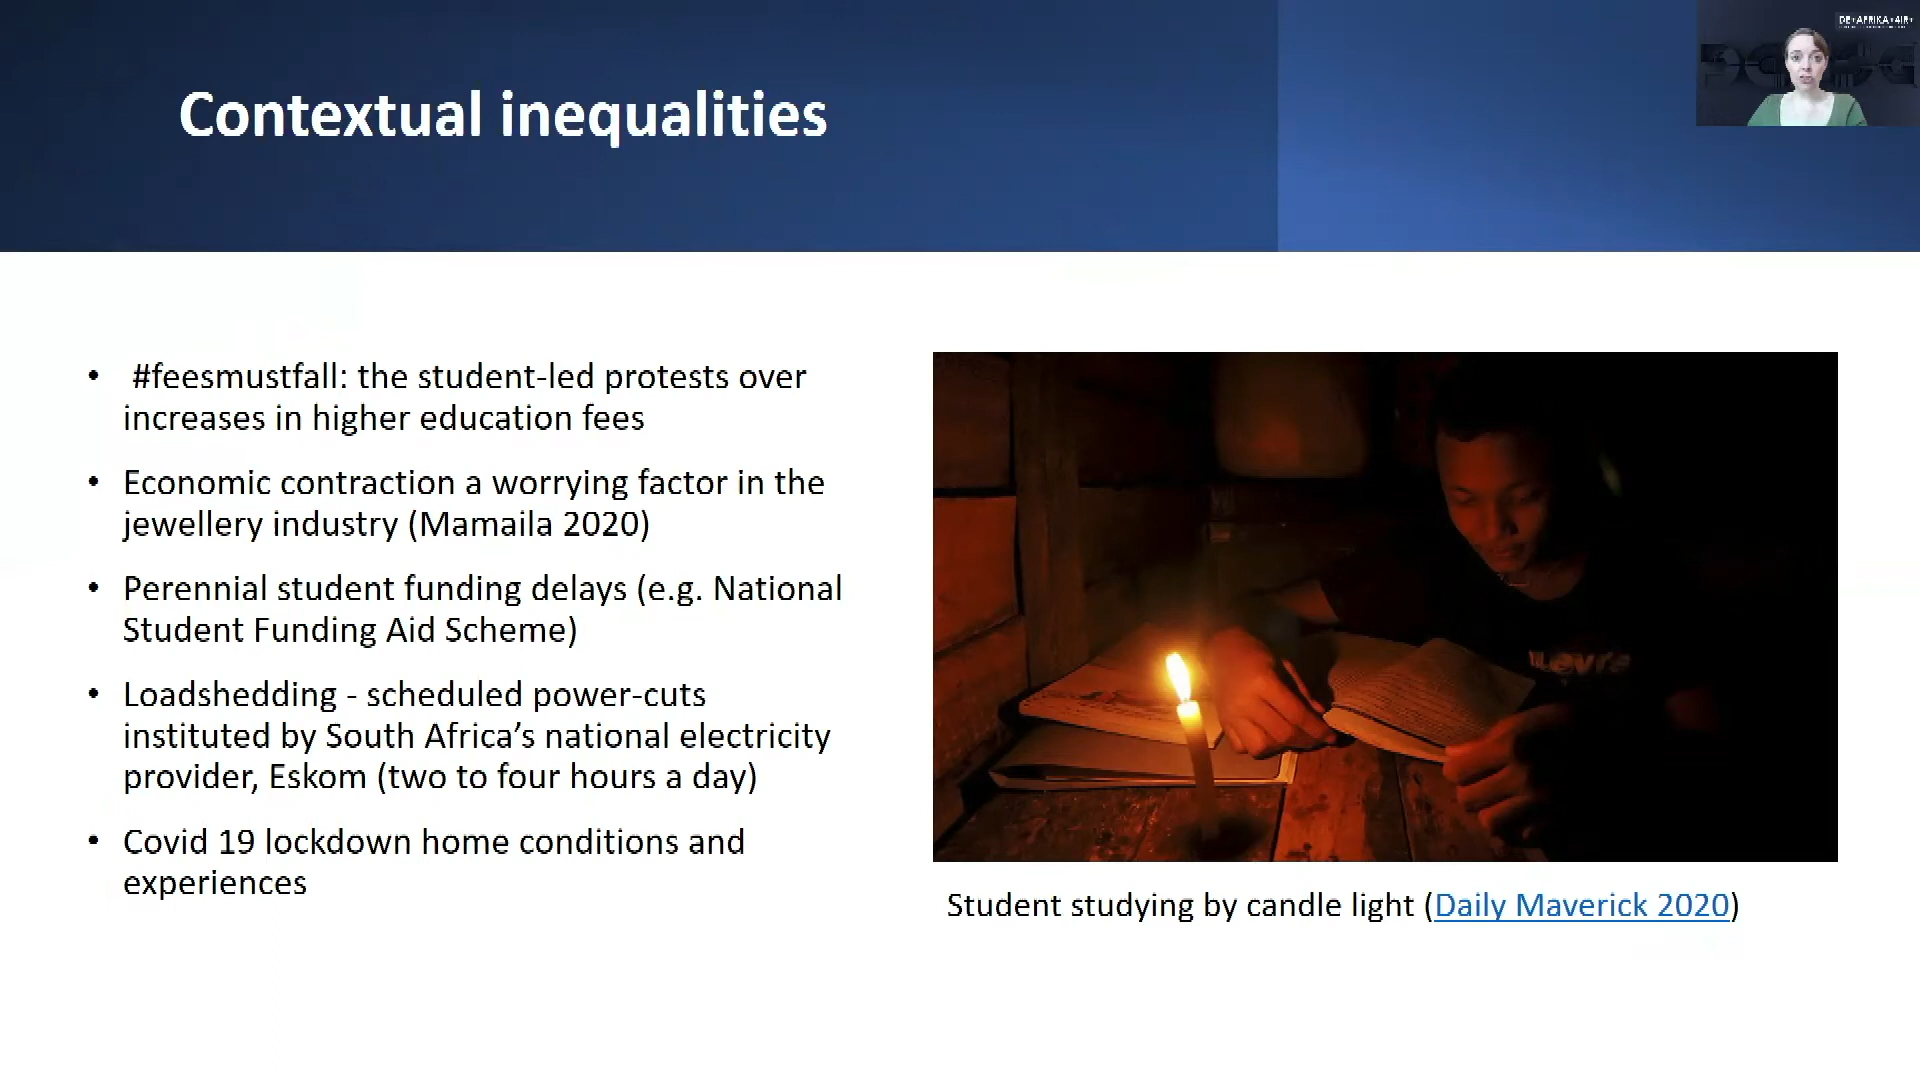 DE+AFRIKA+4IR+
Contextual inequalities
• #feesmustfall: the student-led protests over
increases in higher education fees
• Economic contraction a worrying factor in the
jewellery industry (Mamaila 2020)
• Perennial student funding delays (e.g. National
Student Funding Aid Scheme)
• Loadshedding - scheduled power-cuts
instituted by South Africa’s national electricity
provider, Eskom (two to four hours a day)
• Covid 19 lockdown home conditions and
experiences
Student studying by candle light (Daily Maverick 2020)